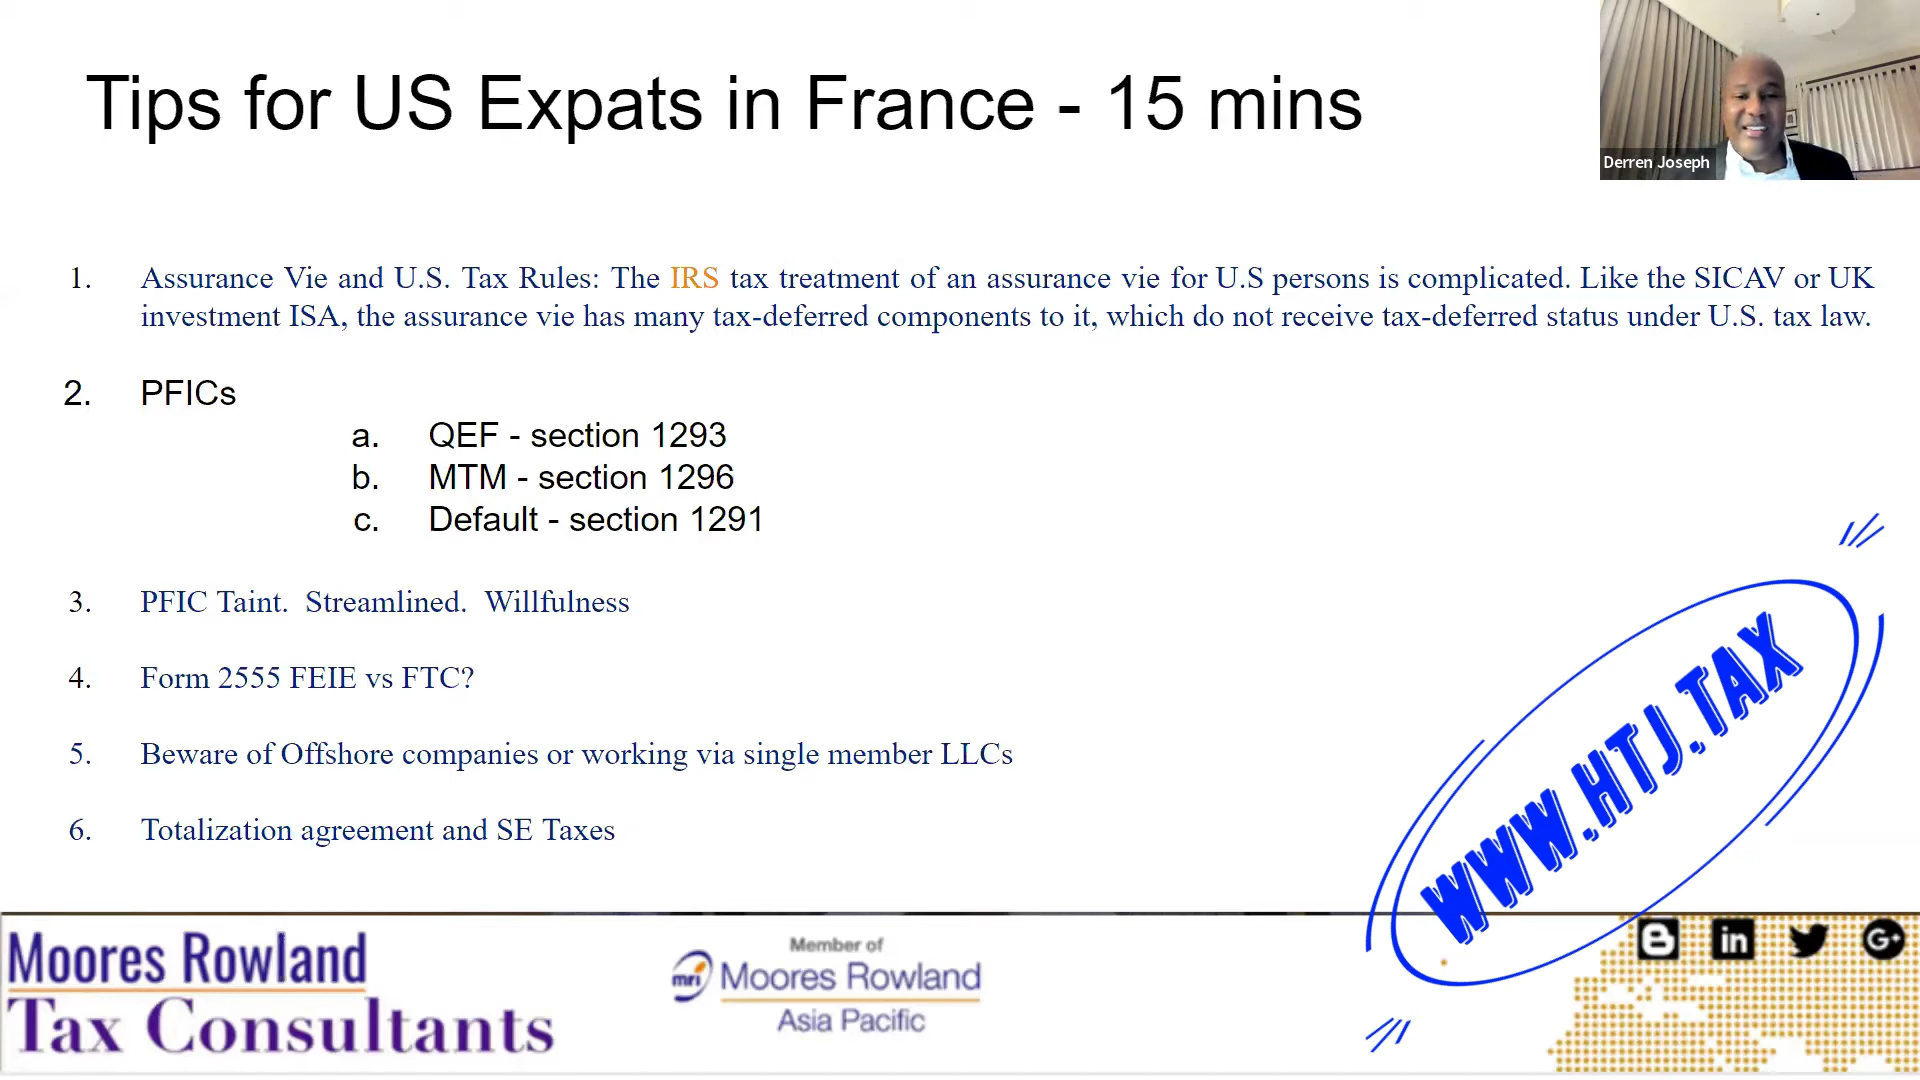 Tips for US Expats in France - 15 mins
Derren Joseph
1. Assurance Vie and U.S. Tax Rules: The IRS tax treatment of an assurance vie for U.S persons is complicated. Like the SICAV or UK
investment ISA, the assurance vie has many tax-deferred components to it, which do not receive tax-deferred status under U.S. tax law.
2. PFICs
a. QEF - section 1293
b. MTM - section 1296
c. Default - section 1291
3. PFIC Taint. Streamlined. Willfulness
4. Form 2555 FEIE vs FTC?
5. Beware of Offshore companies or working via single member LLCs
6. Totalization agreement and SE Taxes
WWW.HTJ.TAX
Moores Rowland
Tax Consultants
Member of
mri Moores Rowland
Asia Pacific
in
G+